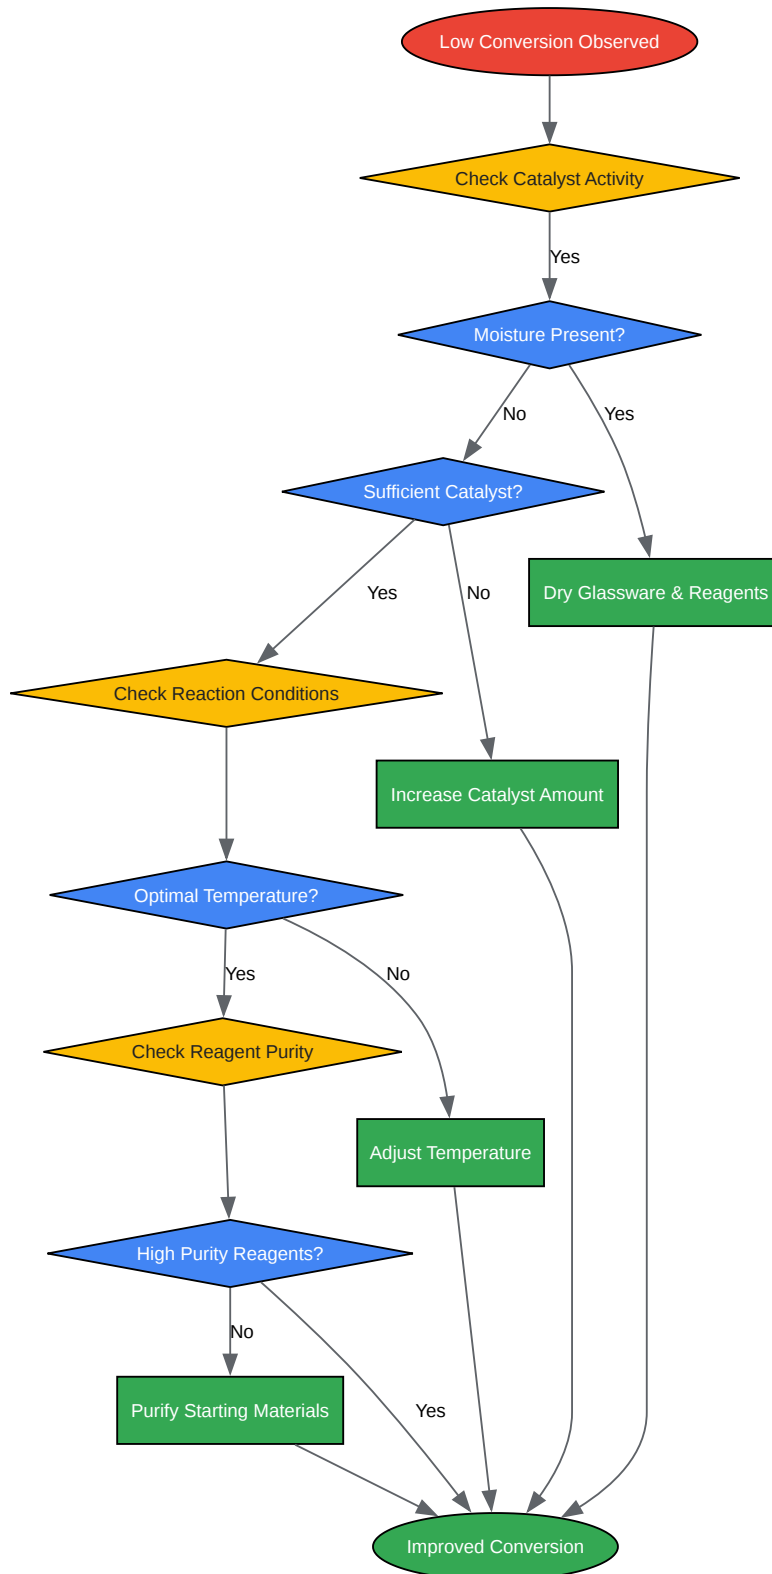 Low Conversion Observed
Check Catalyst Activity
Yes
Moisture Present?
No
Yes
Sufficient Catalyst?
Yes
No
Dry Glassware & Reagents
Check Reaction Conditions
Increase Catalyst Amount
Optimal Temperature?
Yes
No
Check Reagent Purity
Adjust Temperature
High Purity Reagents?
No
Purify Starting Materials
Yes
Improved Conversion